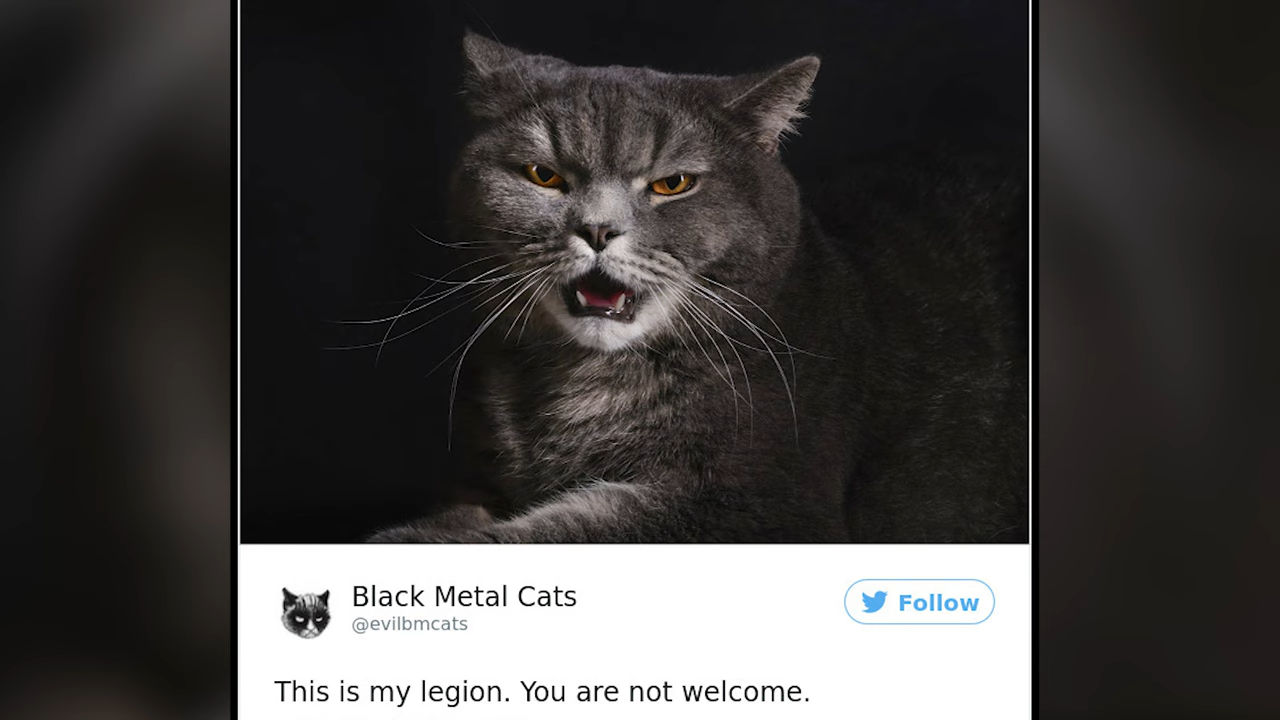 Black Metal Cats
Follow
@evilbmcats
This is my legion. You are not welcome.